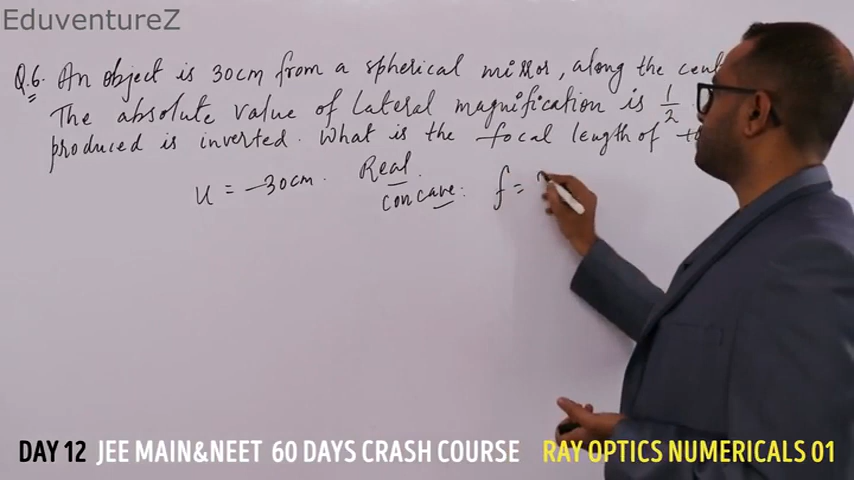 EduventureZ
Q.6. An object is 30cm from a spherical mirror, along the cent
The absolute value of lateral magnification is 1/2
produced is inverted. What is the focal length of
u = -30cm. Real.
concave: f =
DAY 12 JEE MAIN&NEET 60 DAYS CRASH COURSE RAY OPTICS NUMERICALS 01